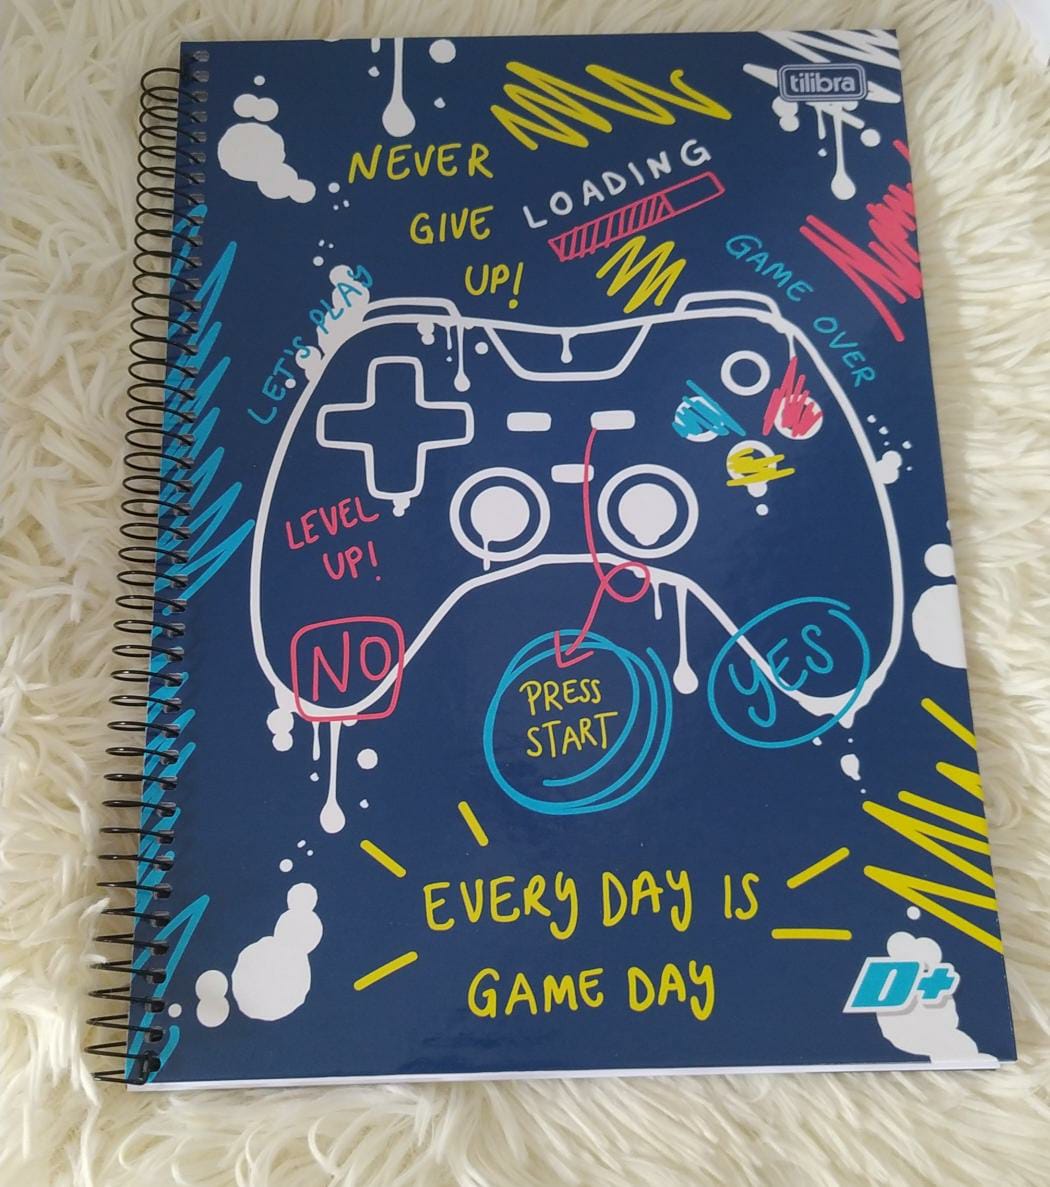 tilibra
NEVER
GIVE
UP!
LOADING
LET'S PLAY
GAME OVER
LEVEL
UP!
NO
PRESS
START
YES
EVERY DAY IS
GAME DAY
D+